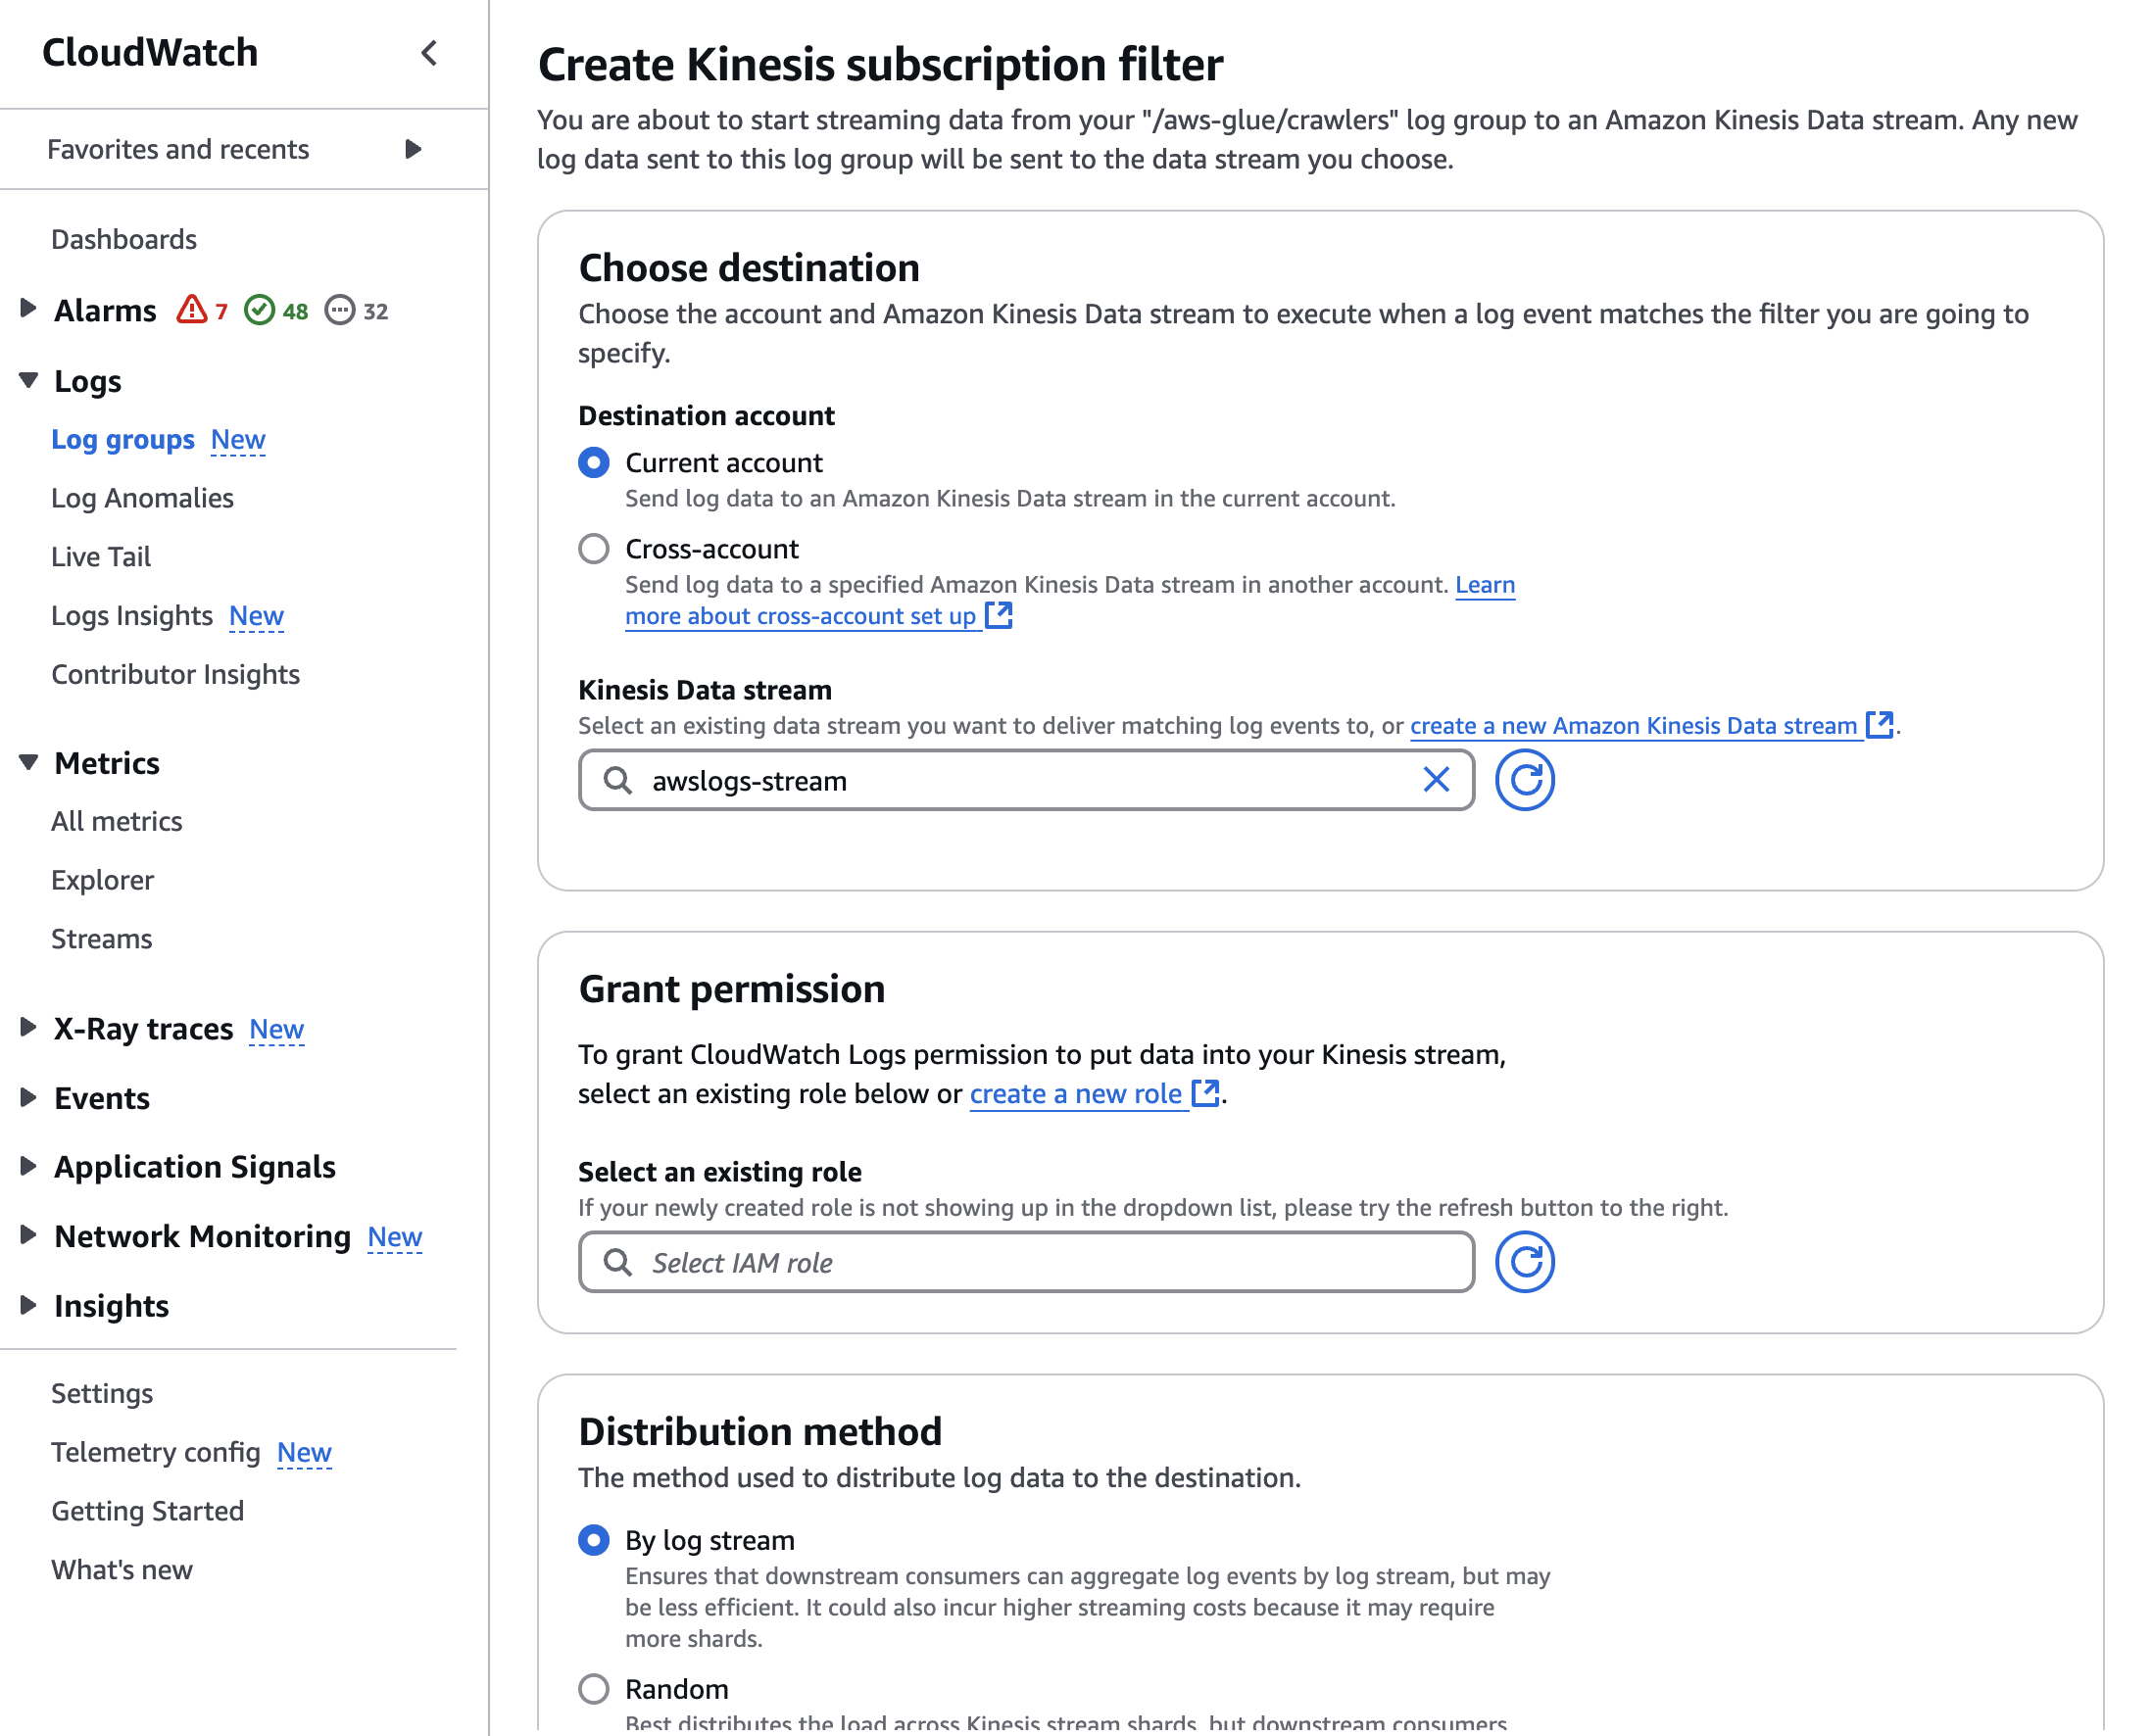 CloudWatch
Favorites and recents
Dashboards
Alarms 7 48 32
Logs
Log groups New
Log Anomalies
Live Tail
Logs Insights New
Contributor Insights
Metrics
All metrics
Explorer
Streams
X-Ray traces New
Events
Application Signals
Network Monitoring New
Insights
Settings
Telemetry config New
Getting Started
What's new
Create Kinesis subscription filter
You are about to start streaming data from your "/aws-glue/crawlers" log group to an Amazon Kinesis Data stream. Any new
log data sent to this log group will be sent to the data stream you choose.
Choose destination
Choose the account and Amazon Kinesis Data stream to execute when a log event matches the filter you are going to
specify.
Destination account
Current account
Send log data to an Amazon Kinesis Data stream in the current account.
Cross-account
Send log data to a specified Amazon Kinesis Data stream in another account. Learn
more about cross-account set up
Kinesis Data stream
Select an existing data stream you want to deliver matching log events to, or create a new Amazon Kinesis Data stream.
awslogs-stream
Grant permission
To grant CloudWatch Logs permission to put data into your Kinesis stream,
select an existing role below or create a new role.
Select an existing role
If your newly created role is not showing up in the dropdown list, please try the refresh button to the right.
Select IAM role
Distribution method
The method used to distribute log data to the destination.
By log stream
Ensures that downstream consumers can aggregate log events by log stream, but may
be less efficient. It could also incur higher streaming costs because it may require
more shards.
Random
Best distributes the load across Kinesis stream shards, but downstream consumers